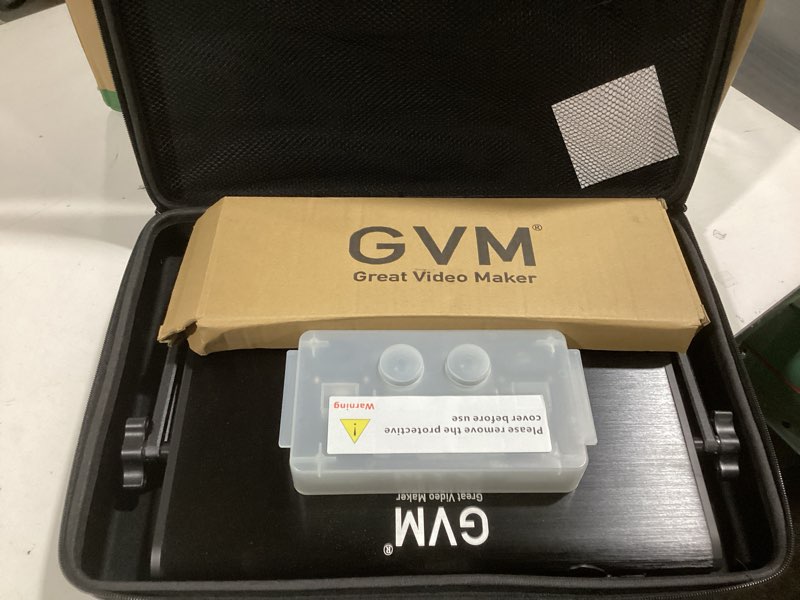 GVM®
Great Video Maker
Warning
Please remove the protective
cover before use
GVM®
Great Video Maker